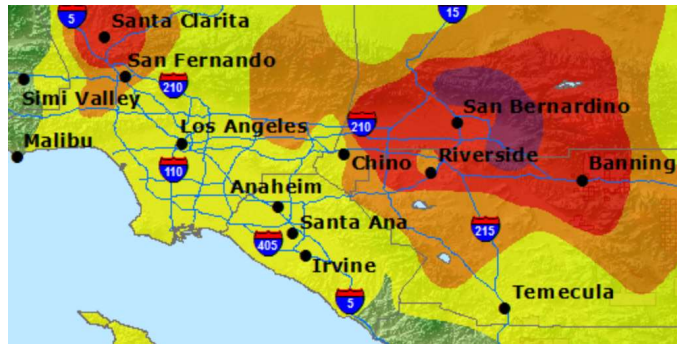 5
15
Santa Clarita
San Fernando
210
Simi Valley
San Bernardino
Los Angeles
210
Malibu
Chino
Riverside
Banning
110
Anaheim
Santa Ana
215
405
Irvine
Temecula
5